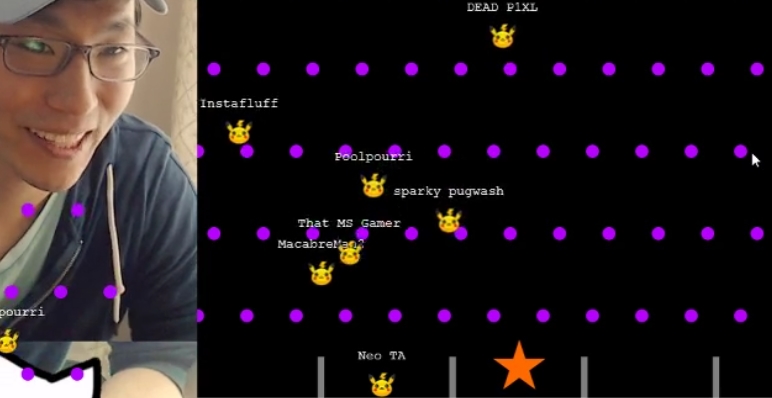 DEAD P1XL
Instafluff
Poolpourri
sparky pugwash
That MS Gamer
pourri
Neo TA